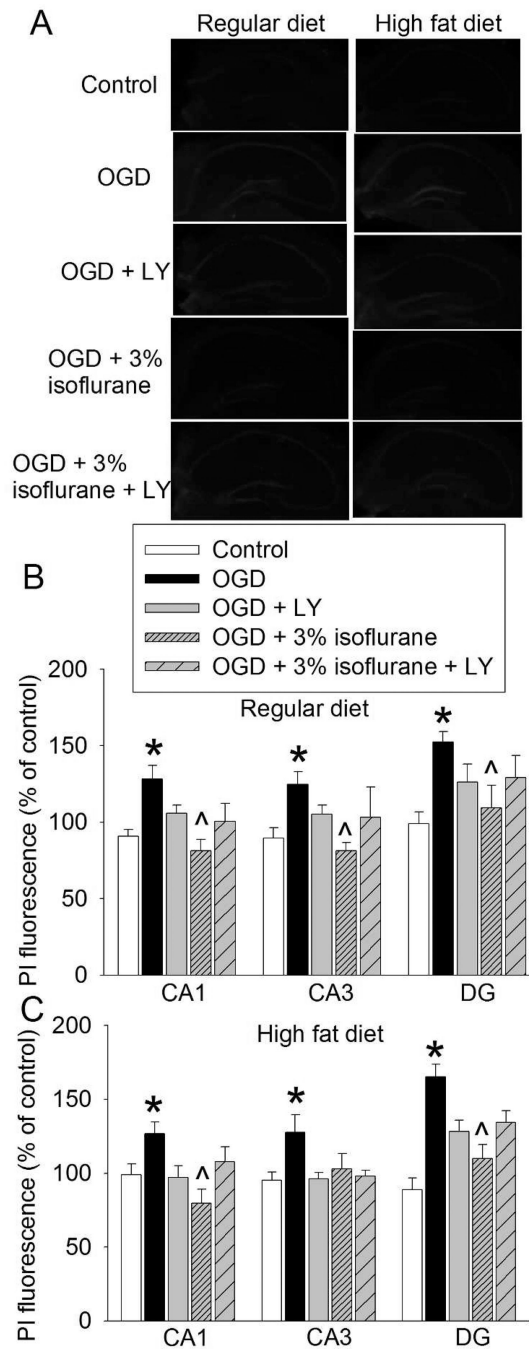 A
Regular diet High fat diet
Control
OGD
OGD + LY
OGD + 3%
isoflurane
OGD + 3%
isoflurane + LY
B
Control
OGD
OGD + LY
OGD + 3% isoflurane
OGD + 3% isoflurane + LY
Regular diet
PI fluorescence (% of control)
200
150
100
50
0
* ^ * ^ * ^
CA1 CA3 DG
C
High fat diet
PI fluorescence (% of control)
200
150
100
50
0
* ^ * * ^
CA1 CA3 DG